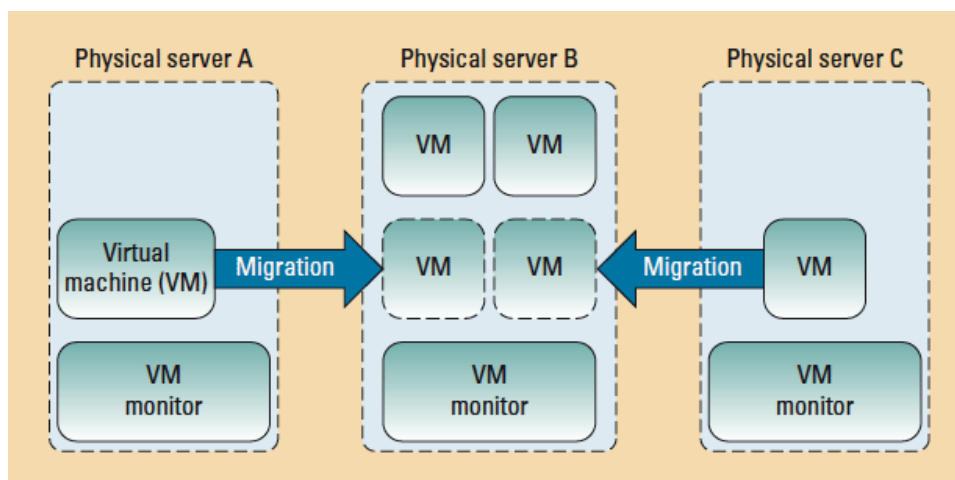 Physical server A
Physical server B
Physical server C
VM
VM
Virtual
machine (VM)
Migration
VM
VM
Migration
VM
VM
monitor
VM
monitor
VM
monitor